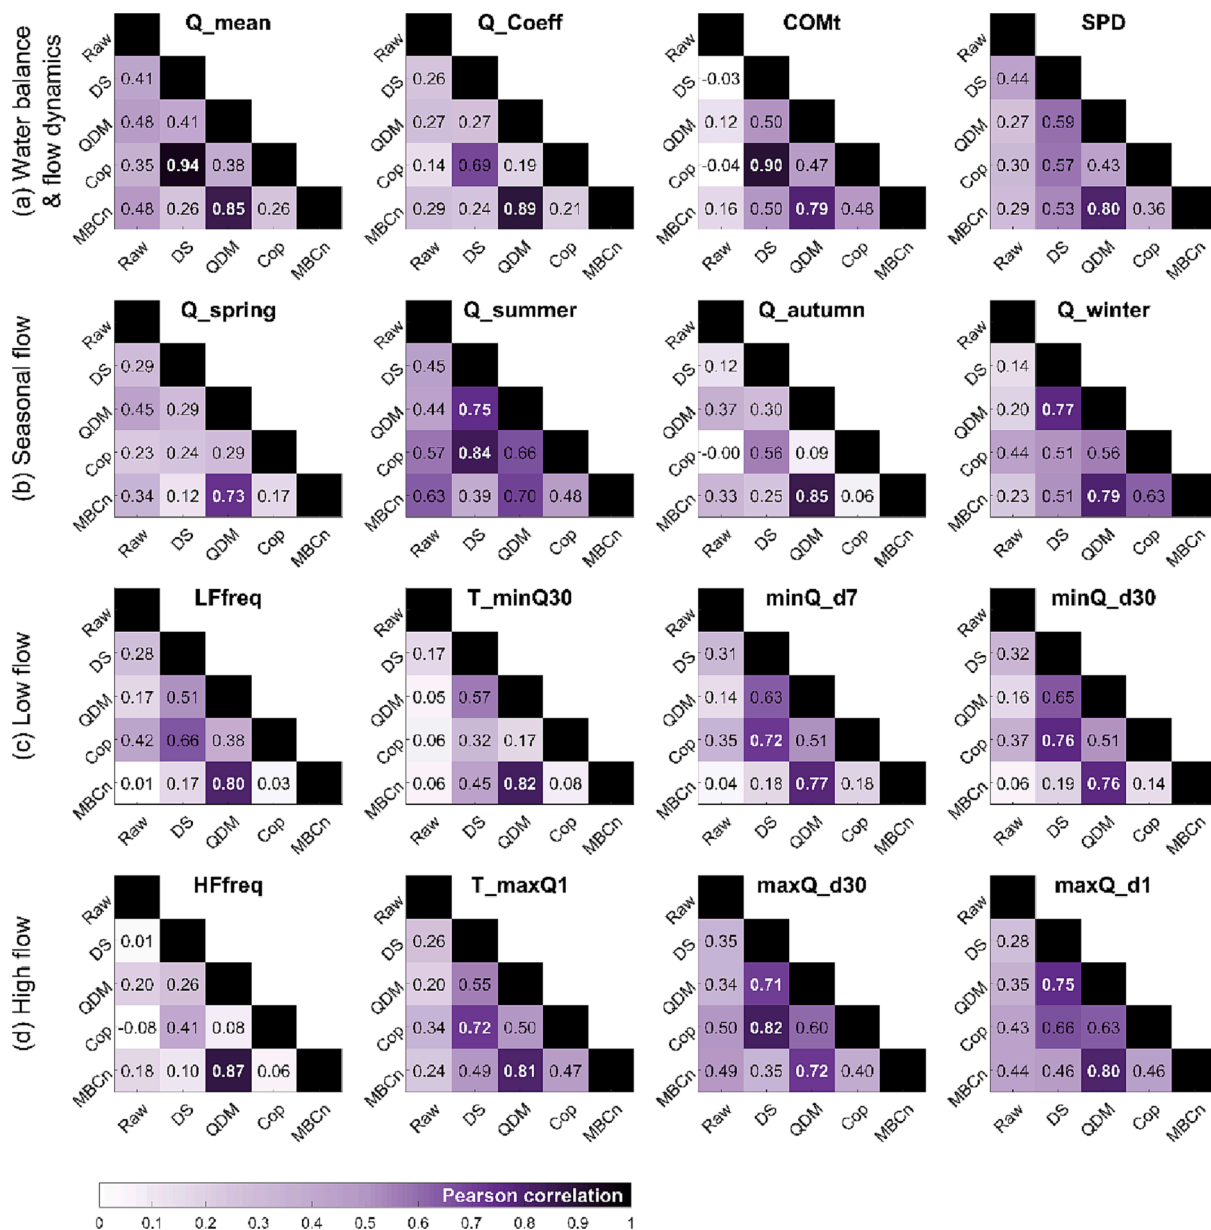 (a) Water balance
& flow dynamics
Q_mean Q_Coeff COMt SPD
Raw Raw Raw Raw
DS 0.41 DS 0.26 DS -0.03 DS 0.44
QDM 0.48 0.41 QDM 0.27 0.27 QDM 0.12 0.50 QDM 0.27 0.59
Cop 0.35 0.94 0.38 Cop 0.14 0.69 0.19 Cop -0.04 0.90 0.47 Cop 0.30 0.57 0.43
MBCn 0.48 0.26 0.85 0.26 MBCn 0.29 0.24 0.89 0.21 MBCn 0.16 0.50 0.79 0.48 MBCn 0.29 0.53 0.80 0.36
Raw DS QDM Cop MBCn Raw DS QDM Cop MBCn Raw DS QDM Cop MBCn Raw DS QDM Cop MBCn
(b) Seasonal flow
Q_spring Q_summer Q_autumn Q_winter
Raw Raw Raw Raw
DS 0.29 DS 0.45 DS 0.12 DS 0.14
QDM 0.45 0.29 QDM 0.44 0.75 QDM 0.37 0.30 QDM 0.20 0.77
Cop 0.23 0.24 0.29 Cop 0.57 0.84 0.66 Cop -0.00 0.56 0.09 Cop 0.44 0.51 0.56
MBCn 0.34 0.12 0.73 0.17 MBCn 0.63 0.39 0.70 0.48 MBCn 0.33 0.25 0.85 0.06 MBCn 0.23 0.51 0.79 0.63
Raw DS QDM Cop MBCn Raw DS QDM Cop MBCn Raw DS QDM Cop MBCn Raw DS QDM Cop MBCn
(c) Low flow
LFfreq T_minQ30 minQ_d7 minQ_d30
Raw Raw Raw Raw
DS 0.28 DS 0.17 DS 0.31 DS 0.32
QDM 0.17 0.51 QDM 0.05 0.57 QDM 0.14 0.63 QDM 0.16 0.65
Cop 0.42 0.66 0.38 Cop 0.06 0.32 0.17 Cop 0.35 0.72 0.51 Cop 0.37 0.76 0.51
MBCn 0.01 0.17 0.80 0.03 MBCn 0.06 0.45 0.82 0.08 MBCn 0.04 0.18 0.77 0.18 MBCn 0.06 0.19 0.76 0.14
Raw DS QDM Cop MBCn Raw DS QDM Cop MBCn Raw DS QDM Cop MBCn Raw DS QDM Cop MBCn
(d) High flow
HFfreq T_maxQ1 maxQ_d30 maxQ_d1
Raw Raw Raw Raw
DS 0.01 DS 0.26 DS 0.35 DS 0.28
QDM 0.20 0.26 QDM 0.20 0.55 QDM 0.34 0.71 QDM 0.35 0.75
Cop -0.08 0.41 0.08 Cop 0.34 0.72 0.50 Cop 0.50 0.82 0.60 Cop 0.43 0.66 0.63
MBCn 0.18 0.10 0.87 0.06 MBCn 0.24 0.49 0.81 0.47 MBCn 0.49 0.35 0.72 0.40 MBCn 0.44 0.46 0.80 0.46
Raw DS QDM Cop MBCn Raw DS QDM Cop MBCn Raw DS QDM Cop MBCn Raw DS QDM Cop MBCn
Pearson correlation
0 0.1 0.2 0.3 0.4 0.5 0.6 0.7 0.8 0.9 1